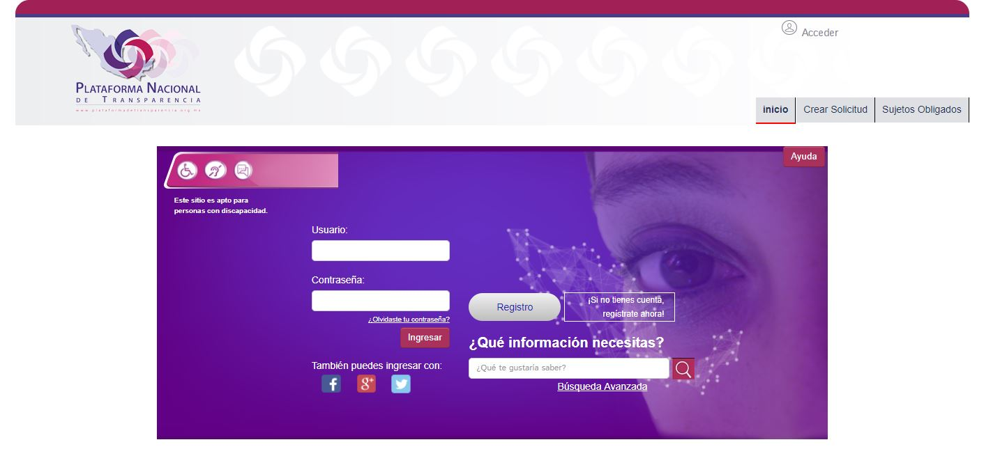 Acceder
PLATAFORMA NACIONAL
DE TRANSPARENCIA
www.plataformadetransparencia.org.mx
inicio
Crear Solicitud
Sujetos Obligados
Ayuda
Este sitio es apto para
personas con discapacidad.
Usuario:
Contraseña:
¿Olvidaste tu contraseña?
Ingresar
También puedes ingresar con:
f
g+
Registro
¡Si no tienes cuenta,
regístrate ahora!
¿Qué información necesitas?
¿Qué te gustaría saber?
Búsqueda Avanzada